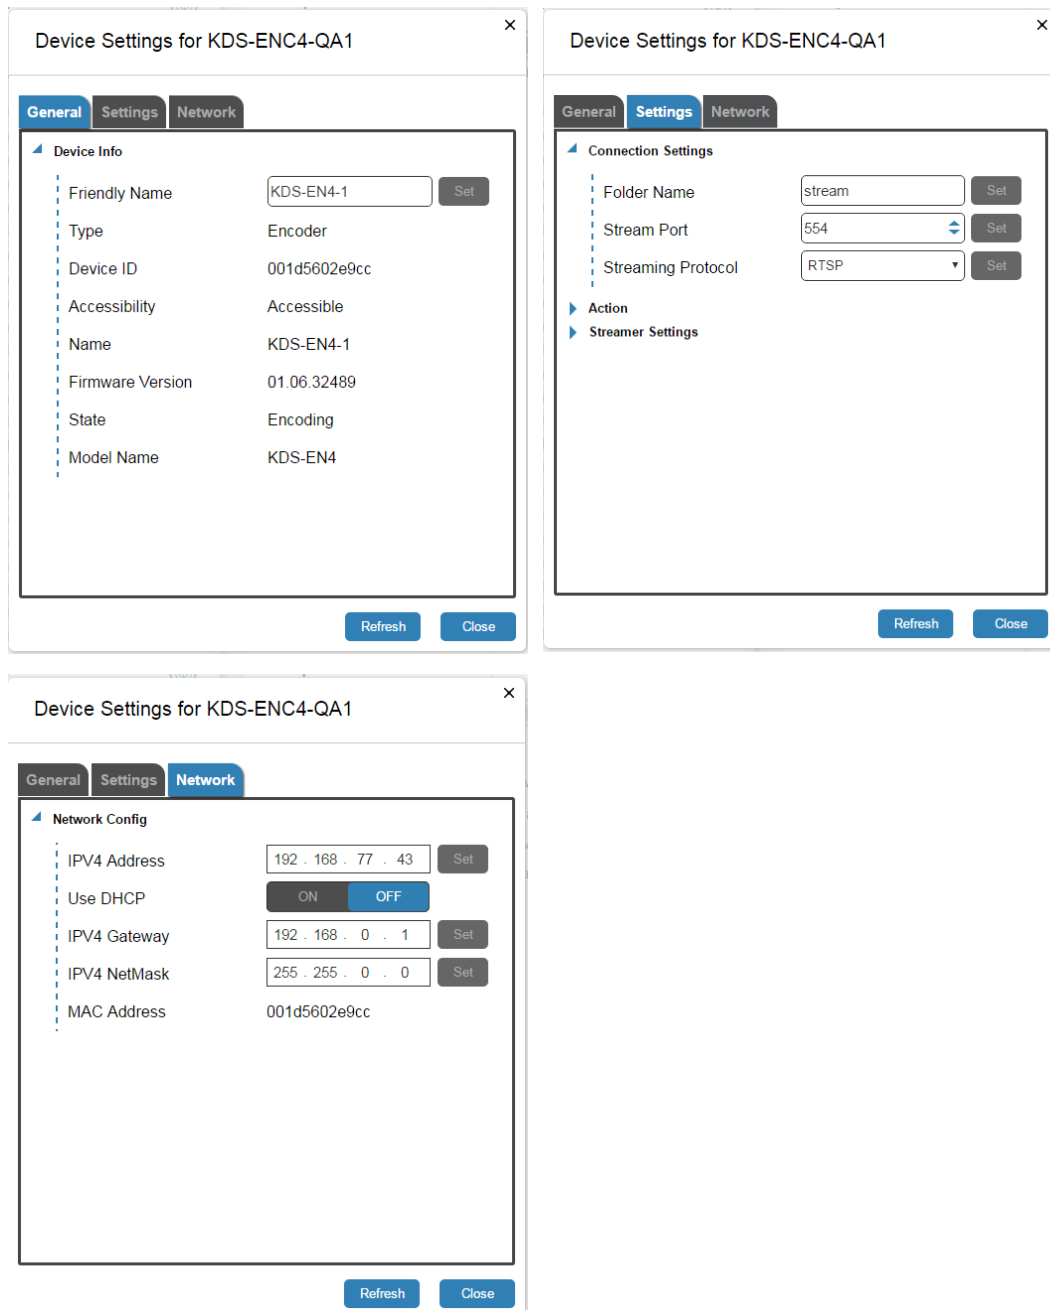 Device Settings for KDS-ENC4-QA1 ×
General Settings Network
Device Info
Friendly Name KDS-EN4-1 Set
Type Encoder
Device ID 001d5602e9cc
Accessibility Accessible
Name KDS-EN4-1
Firmware Version 01.06.32489
State Encoding
Model Name KDS-EN4
Refresh Close
Device Settings for KDS-ENC4-QA1 ×
General Settings Network
Connection Settings
Folder Name stream Set
Stream Port 554 Set
Streaming Protocol RTSP Set
Action
Streamer Settings
Refresh Close
Device Settings for KDS-ENC4-QA1 ×
General Settings Network
Network Config
IPV4 Address 192 . 168 . 77 . 43 Set
Use DHCP ON OFF
IPV4 Gateway 192 . 168 . 0 . 1 Set
IPV4 NetMask 255 . 255 . 0 . 0 Set
MAC Address 001d5602e9cc
Refresh Close